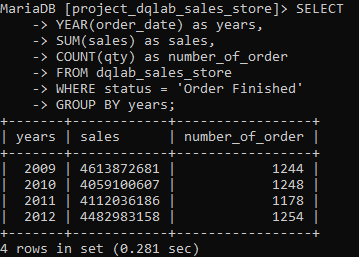 MariaDB [project_dqlab_sales_store]> SELECT
    -> YEAR(order_date) as years,
    -> SUM(sales) as sales,
    -> COUNT(qty) as number_of_order
    -> FROM dqlab_sales_store
    -> WHERE status = 'Order Finished'
    -> GROUP BY years;
+-------+------------+-----------------+
| years | sales      | number_of_order |
+-------+------------+-----------------+
|  2009 | 4613872681 |            1244 |
|  2010 | 4059100607 |            1248 |
|  2011 | 4112036186 |            1178 |
|  2012 | 4482983158 |            1254 |
+-------+------------+-----------------+
4 rows in set (0.281 sec)